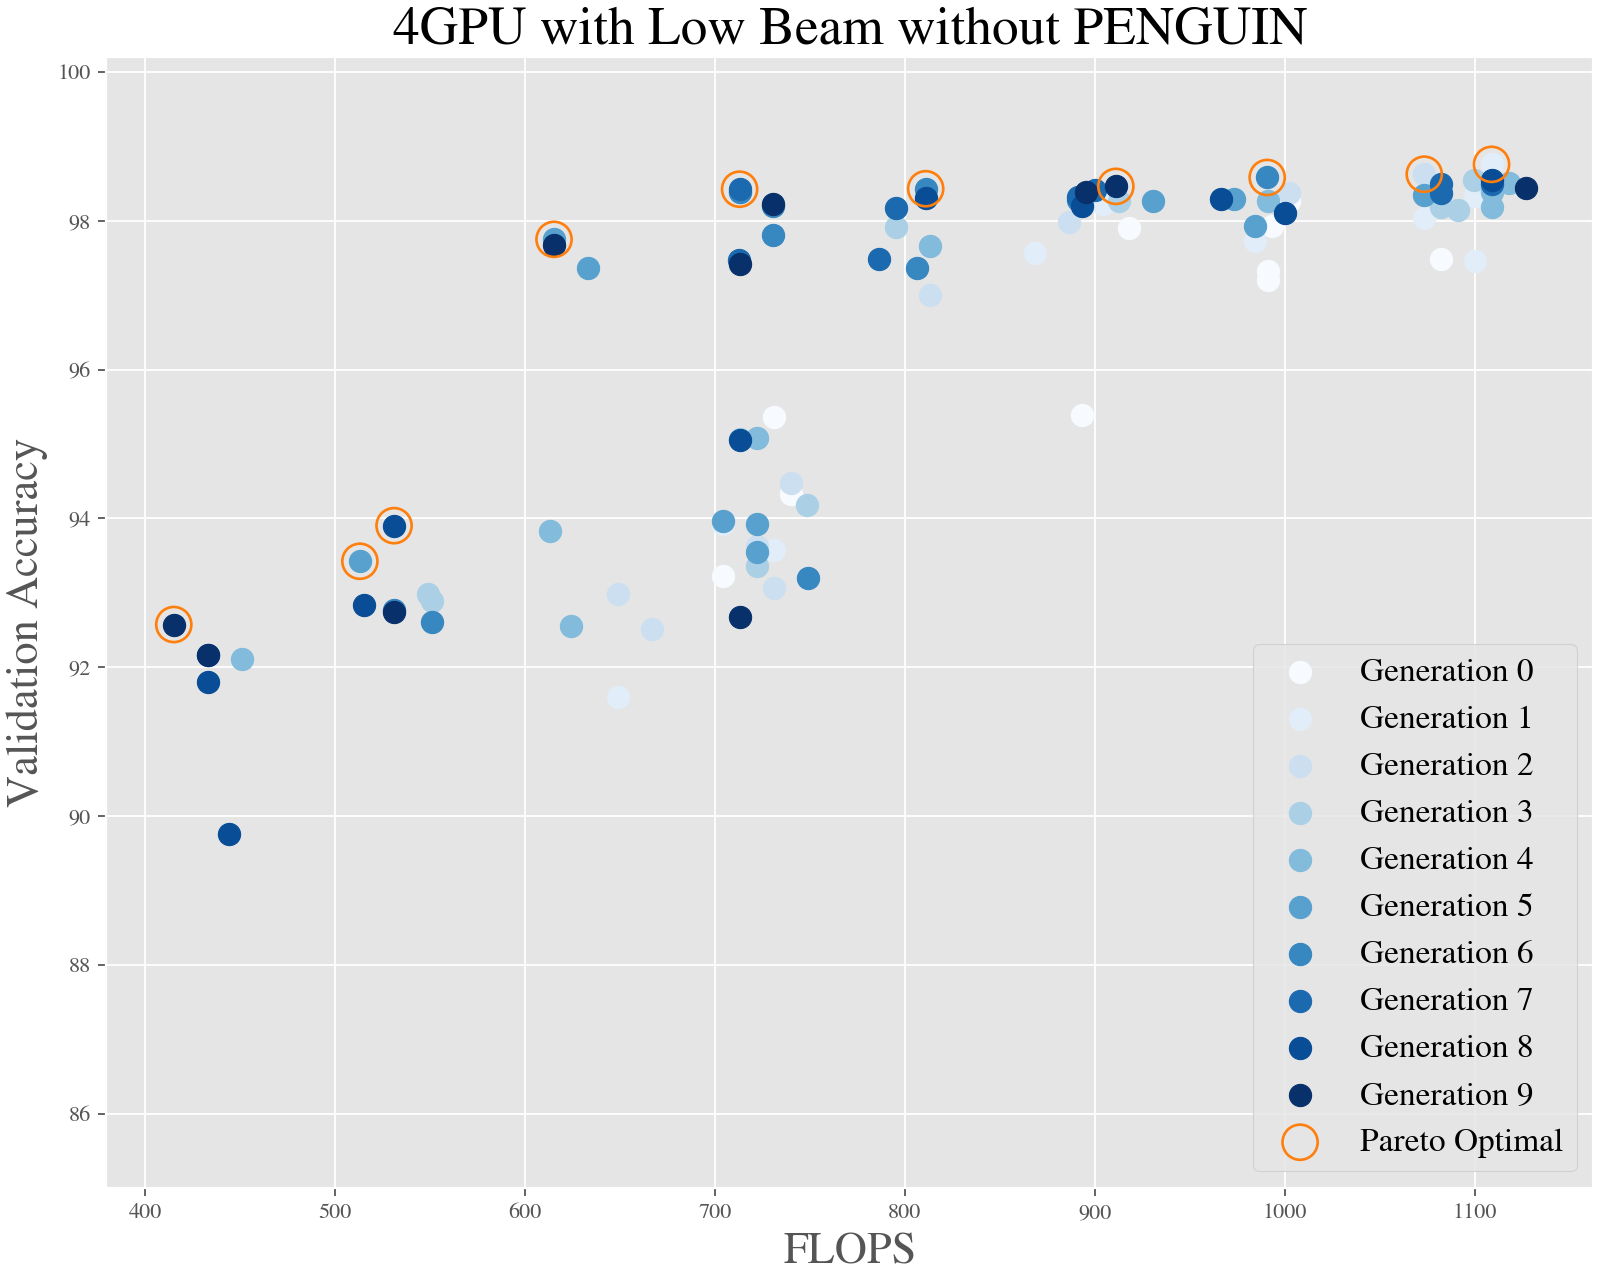 4GPU with Low Beam without PENGUIN
100
98
96
94
92
90
88
86
Validation Accuracy
Generation 0
Generation 1
Generation 2
Generation 3
Generation 4
Generation 5
Generation 6
Generation 7
Generation 8
Generation 9
Pareto Optimal
400 500 600 700 800 900 1000 1100
FLOPS